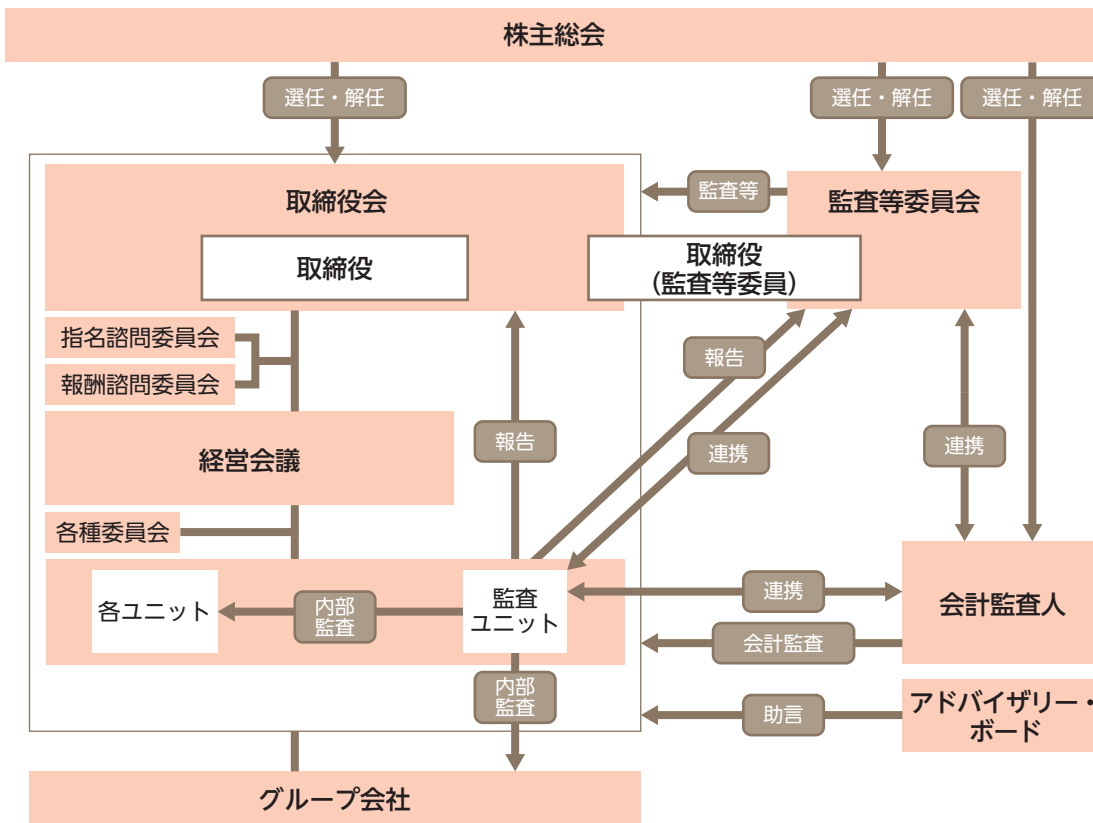 株主総会
選任・解任
選任・解任
選任・解任
取締役会
監査等
監査等委員会
取締役
取締役
(監査等委員)
指名諮問委員会
報酬諮問委員会
報告
経営会議
報告
連携
連携
各種委員会
各ユニット
内部
監査
監査
ユニット
連携
会計監査人
会計監査
内部
監査
助言
アドバイザリー・
ボード
グループ会社